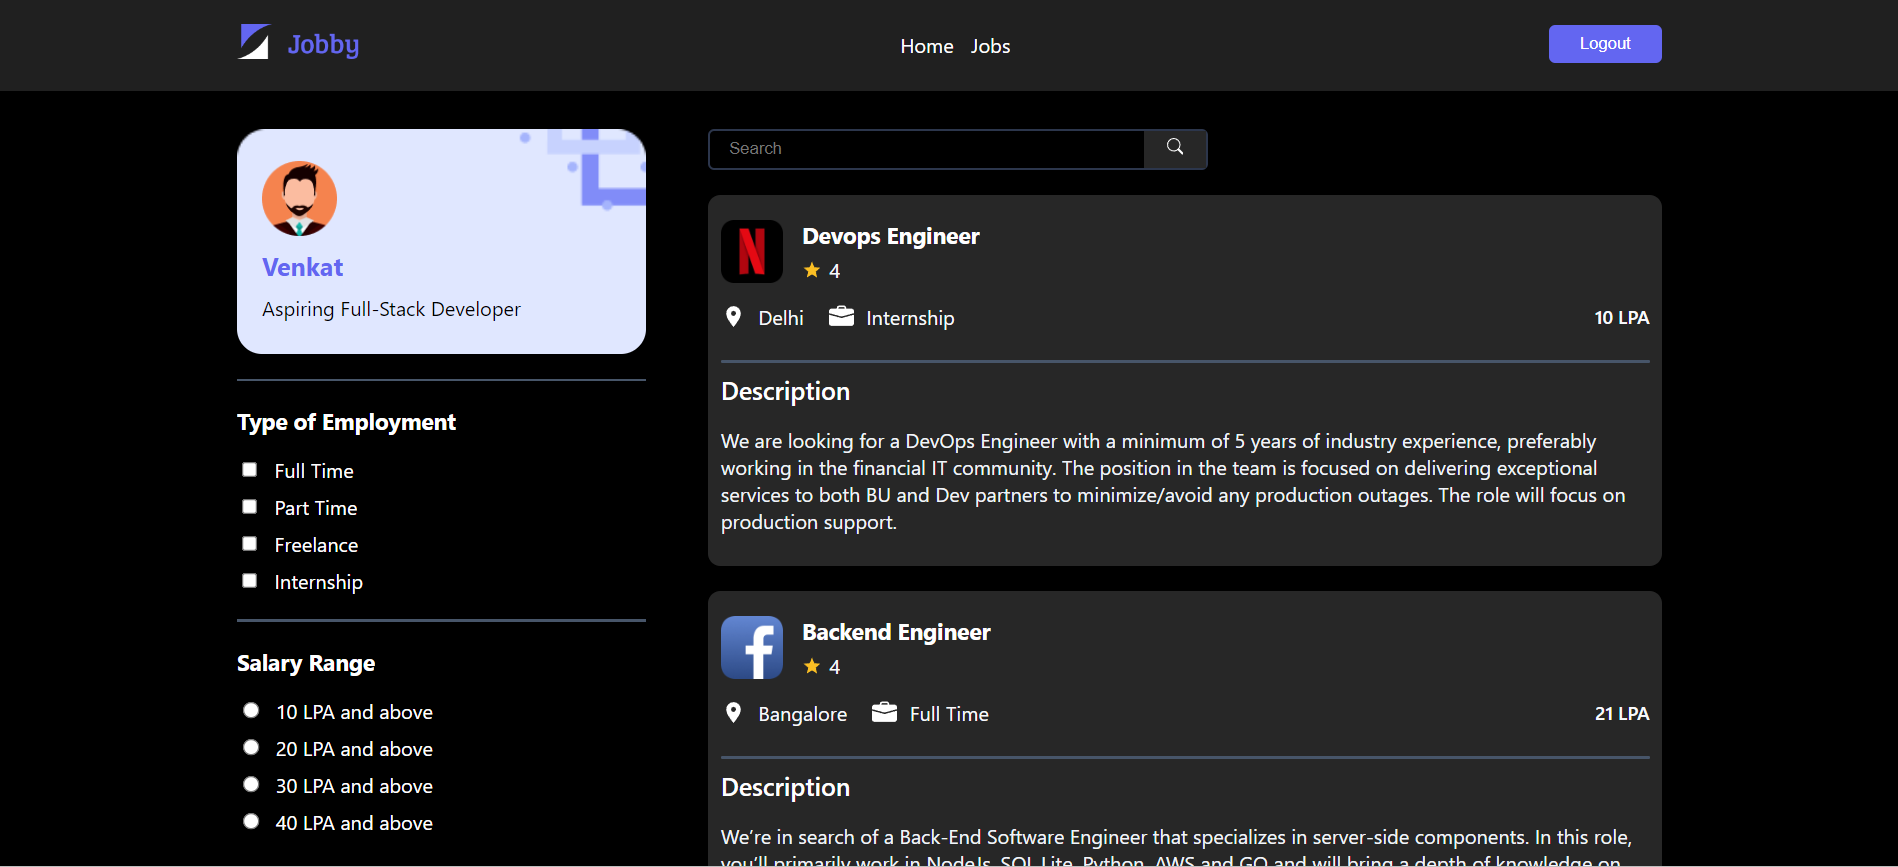 Jobby
Home Jobs
Logout
Venkat
Aspiring Full-Stack Developer
Type of Employment
Full Time
Part Time
Freelance
Internship
Salary Range
10 LPA and above
20 LPA and above
30 LPA and above
40 LPA and above
Search
N
Devops Engineer
4
Delhi Internship 10 LPA
Description
We are looking for a DevOps Engineer with a minimum of 5 years of industry experience, preferably
working in the financial IT community. The position in the team is focused on delivering exceptional
services to both BU and Dev partners to minimize/avoid any production outages. The role will focus on
production support.
f
Backend Engineer
4
Bangalore Full Time 21 LPA
Description
We’re in search of a Back-End Software Engineer that specializes in server-side components. In this role,
you’ll primarily work in NodeJs, SQL Lite, Python, AWS and GO and will bring a depth of knowledge on